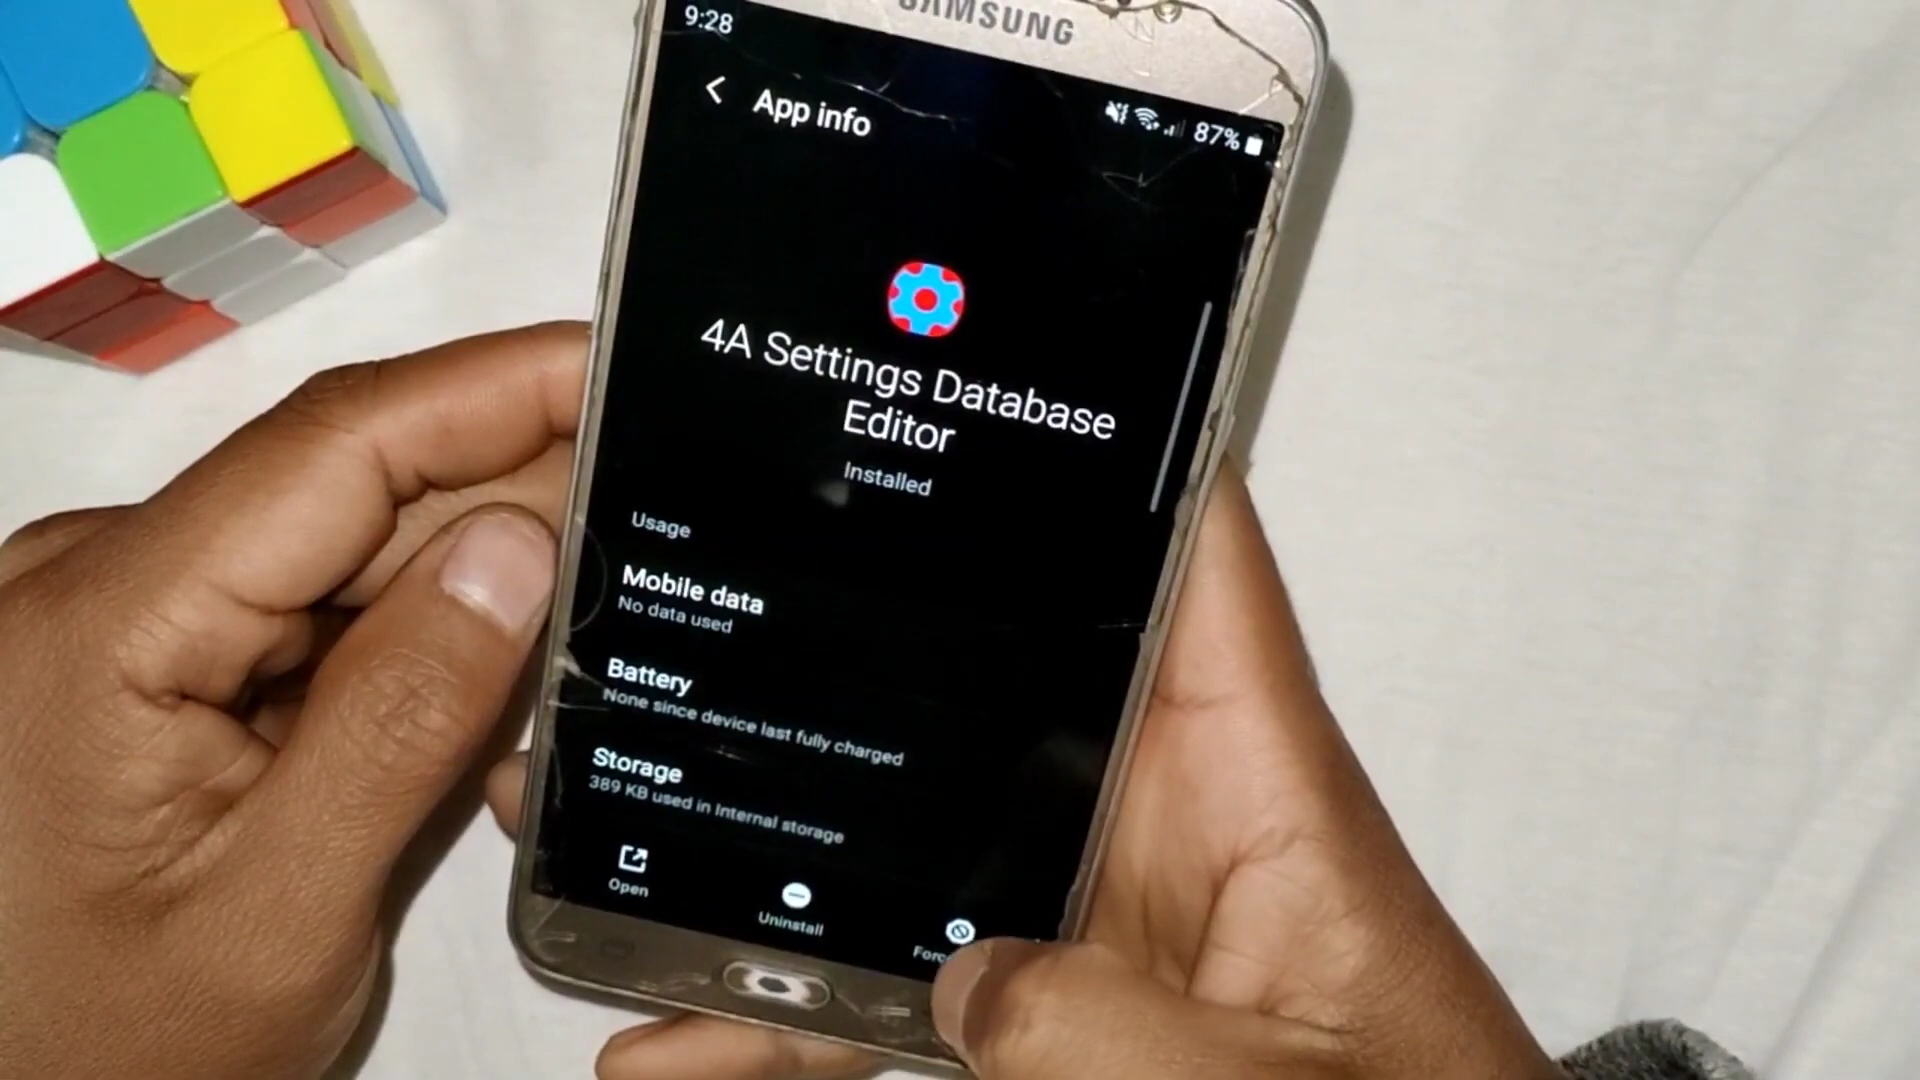 SAMSUNG
9:28
87%
App info
4A Settings Database
Editor
Installed
Usage
Mobile data
No data used
Battery
None since device last fully charged
Storage
389 KB used in Internal storage
Open
Uninstall